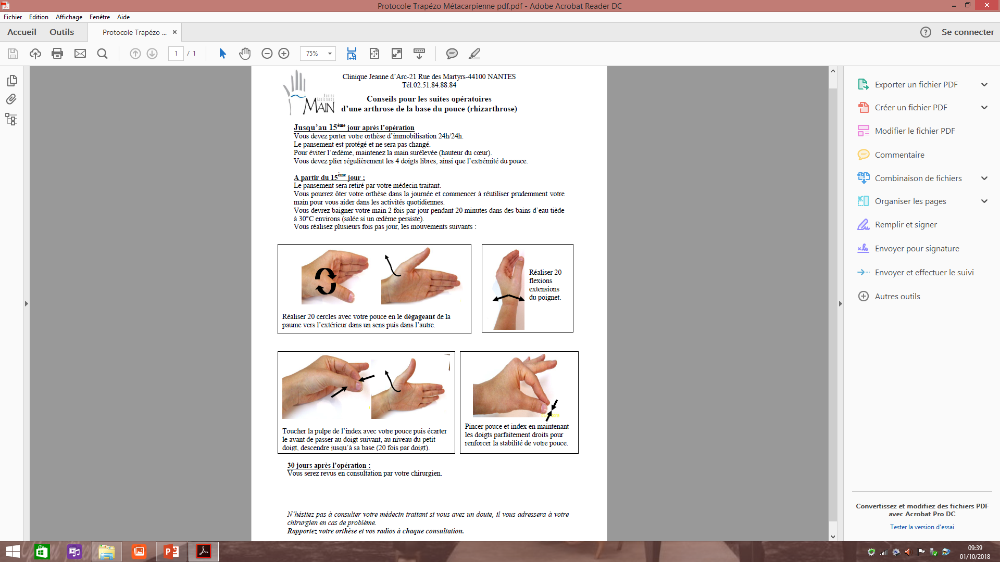 Protocole Trapézo Métacarpienne pdf.pdf - Adobe Acrobat Reader DC
Fichier Edition Affichage Fenêtre Aide
Accueil Outils Protocole Trapézo ... × ? Se connecter
1 / 1 75%
Clinique Jeanne d'Arc-21 Rue des Martyrs-44100 NANTES
Tél.02.51.84.88.84
Nantes
Assistance
MAIN
Conseils pour les suites opératoires
d'une arthrose de la base du pouce (rhizarthrose)
Jusqu'au 15ème jour après l'opération
Vous devez porter votre orthèse d'immobilisation 24h/24h.
Le pansement est protégé et ne sera pas changé.
Pour éviter l'œdème, maintenez la main surélevée (hauteur du cœur).
Vous devez plier régulièrement les 4 doigts libres, ainsi que l'extrémité du pouce.
A partir du 15ème jour :
Le pansement sera retiré par votre médecin traitant.
Vous pourrez ôter votre orthèse dans la journée et commencer à réutiliser prudemment votre
main pour vous aider dans les activités quotidiennes.
Vous devrez baigner votre main 2 fois par jour pendant 20 minutes dans des bains d'eau tiède
à 30°C environs (salée si un œdème persiste).
Vous réalisez plusieurs fois pas jour, les mouvements suivants :
Réaliser 20 cercles avec votre pouce en le dégageant de la
paume vers l'extérieur dans un sens puis dans l'autre.
Réaliser 20
flexions
extensions
du poignet.
Toucher la pulpe de l'index avec votre pouce puis écarter
le avant de passer au doigt suivant, au niveau du petit
doigt, descendre jusqu'à sa base (20 fois par doigt).
Pincer pouce et index en maintenant
les doigts parfaitement droits pour
renforcer la stabilité de votre pouce.
30 jours après l'opération :
Vous serez revus en consultation par votre chirurgien.
N'hésitez pas à consulter votre médecin traitant si vous avez un doute, il vous adressera à votre
chirurgien en cas de problème.
Rapportez votre orthèse et vos radios à chaque consultation.
Exporter un fichier PDF
Créer un fichier PDF
Modifier le fichier PDF
Commentaire
Combinaison de fichiers
Organiser les pages
Remplir et signer
Envoyer pour signature
Envoyer et effectuer le suivi
Autres outils
Convertissez et modifiez des fichiers PDF
avec Acrobat Pro DC
Tester la version d'essai
09:39
01/10/2018